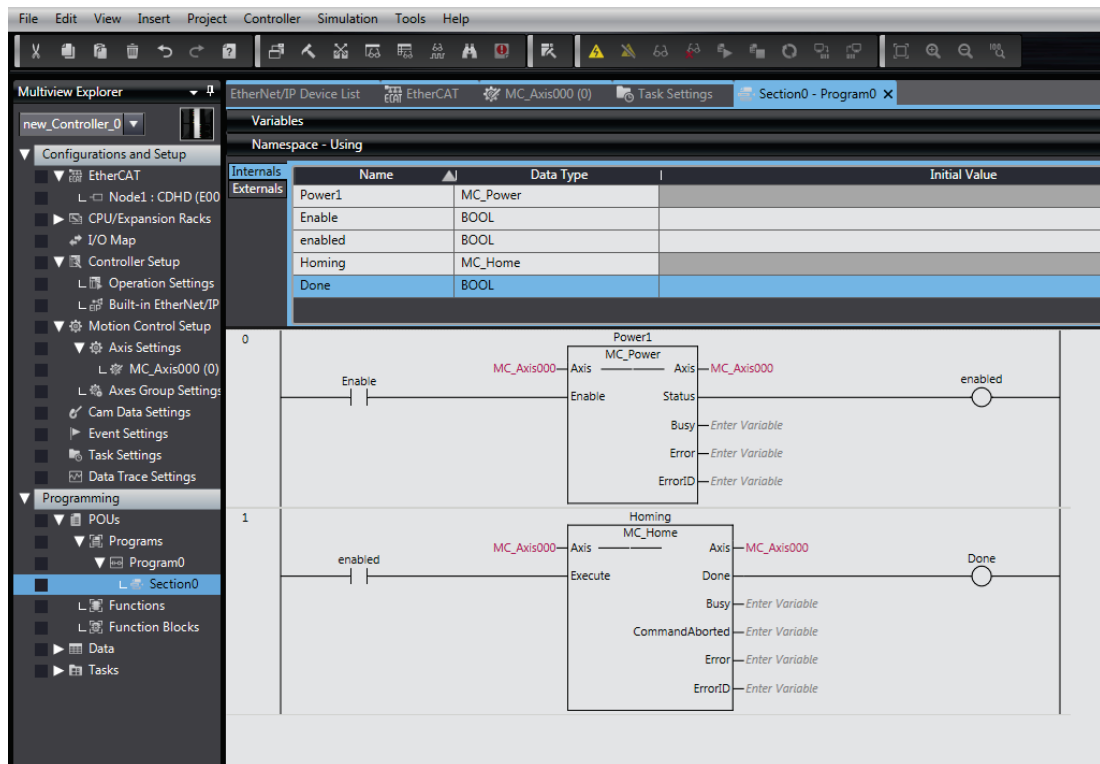 File Edit View Insert Project Controller Simulation Tools Help
Multiview Explorer
new_Controller_0
Configurations and Setup
EtherCAT
Node1 : CDHD (E00
CPU/Expansion Racks
I/O Map
Controller Setup
Operation Settings
Built-in EtherNet/IP
Motion Control Setup
Axis Settings
MC_Axis000 (0)
Axes Group Settings
Cam Data Settings
Event Settings
Task Settings
Data Trace Settings
Programming
POUs
Programs
Program0
Section0
Functions
Function Blocks
Data
Tasks
EtherNet/IP Device List EtherCAT MC_Axis000 (0) Task Settings Section0 - Program0
Variables
Namespace - Using
Internals
Externals
Name Data Type Initial Value
Power1 MC_Power
Enable BOOL
enabled BOOL
Homing MC_Home
Done BOOL
0
Power1
MC_Power
MC_Axis000 Axis Axis MC_Axis000
Enable enabled
Enable Status
Busy Enter Variable
Error Enter Variable
ErrorID Enter Variable
1
Homing
MC_Home
MC_Axis000 Axis Axis MC_Axis000
enabled Done
Execute Done
Busy Enter Variable
CommandAborted Enter Variable
Error Enter Variable
ErrorID Enter Variable